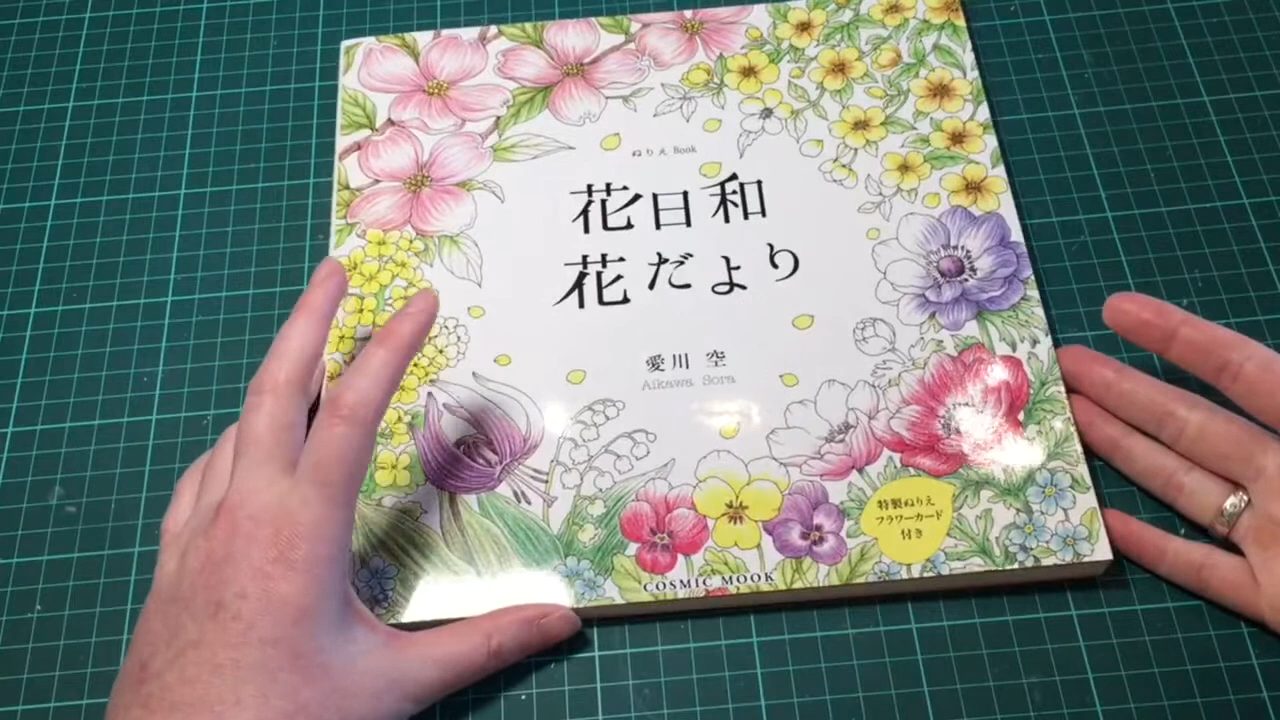 ぬりえ Book
花日和
花だより
愛川 空
Aikawa Sora
特製ぬりえ
フラワーカード
付き
COSMIC MOOK